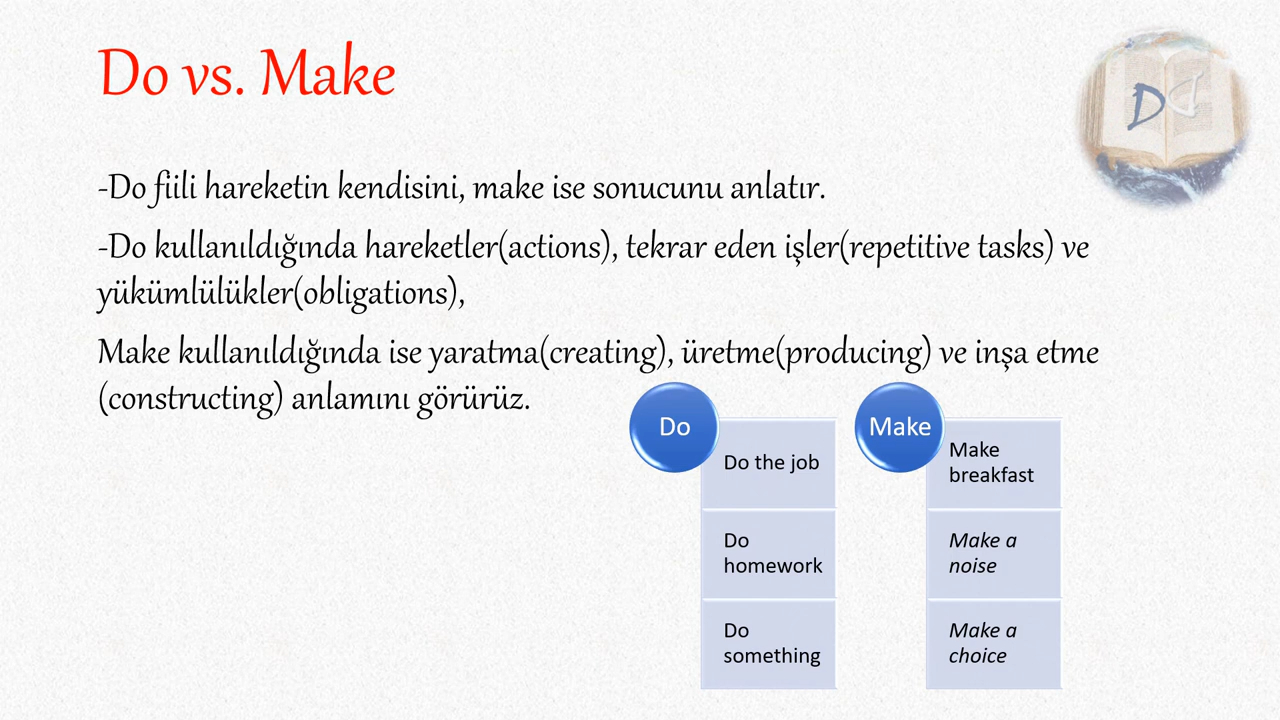 Do vs. Make
-Do fiili hareketin kendisini, make ise sonucunu anlatır.
-Do kullanıldığında hareketler(actions), tekrar eden işler(repetitive tasks) ve
yükümlülükler(obligations),
Make kullanıldığında ise yaratma(creating), üretme(producing) ve inşa etme
(constructing) anlamını görürüz.
Do
Do the job
Do
homework
Do
something
Make
Make
breakfast
Make a
noise
Make a
choice